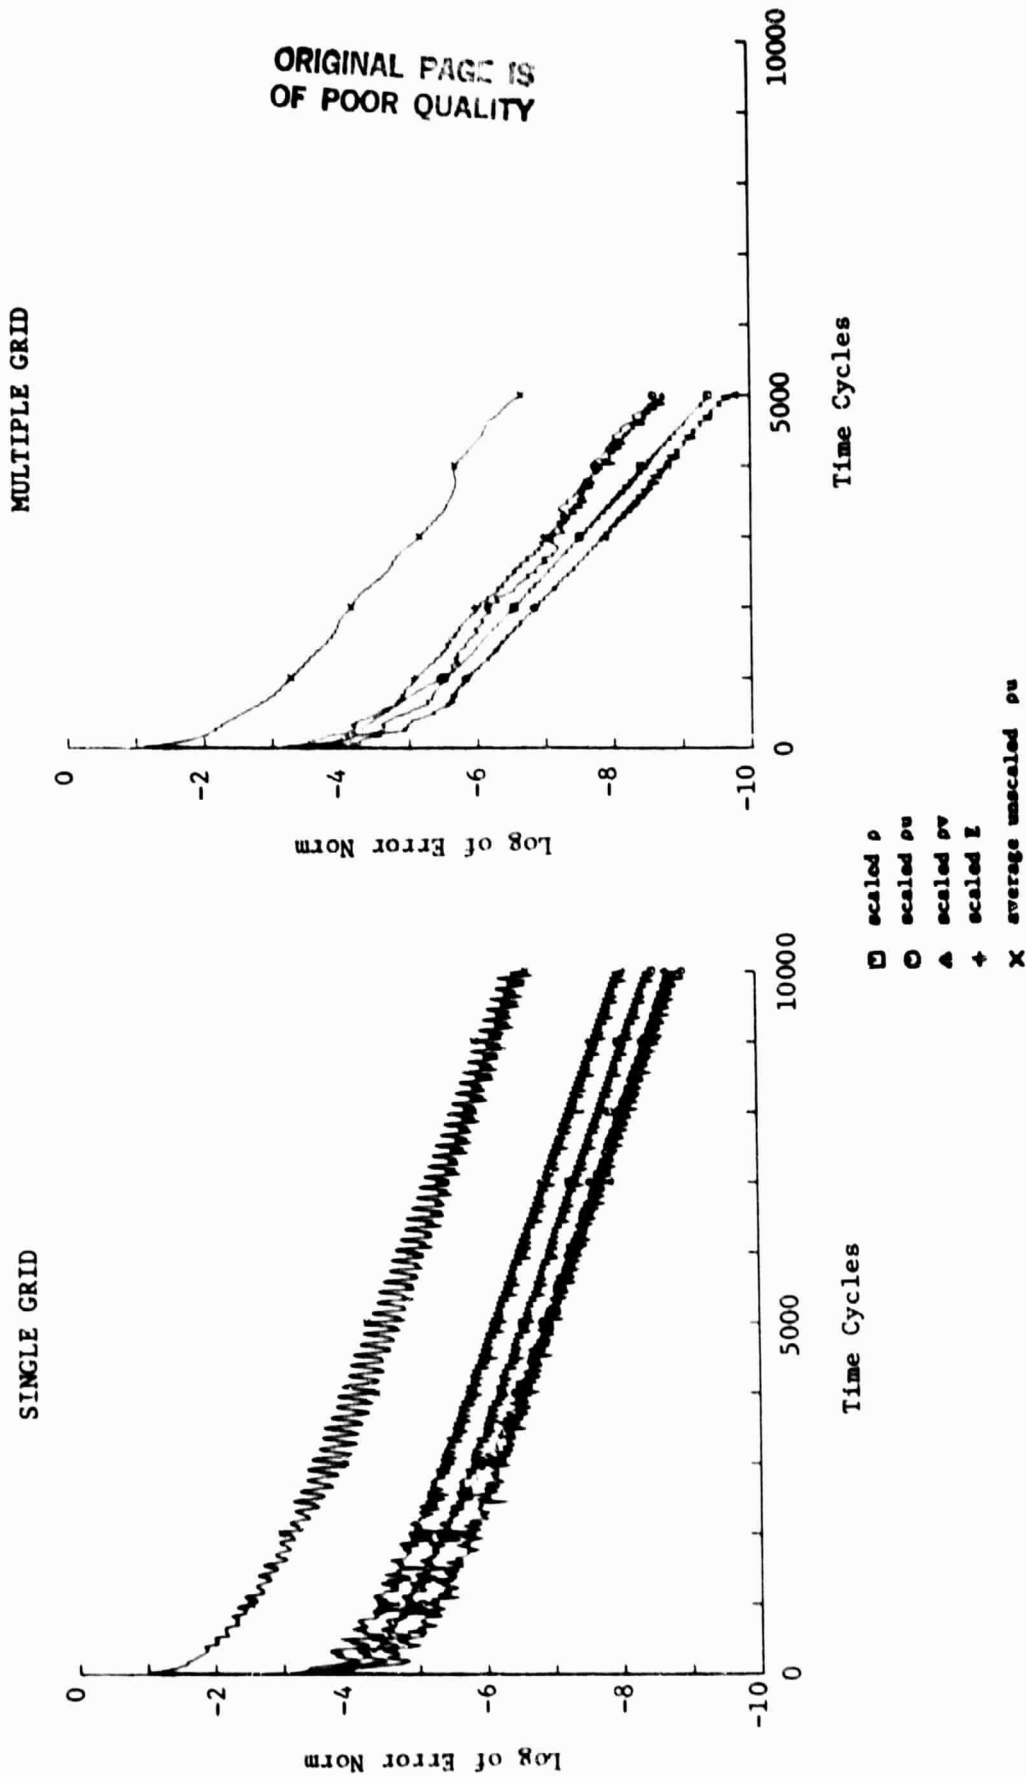 SINGLE GRID
Log of Error Norm
0
-2
-4
-6
-8
-10
0
5000
10000
Time Cycles
MULTIPLE GRID
ORIGINAL PAGE IS
OF POOR QUALITY
Log of Error Norm
0
-2
-4
-6
-8
-10
0
5000
10000
Time Cycles
scaled ρ
scaled ρu
scaled ρv
scaled E
average unscaled ρu